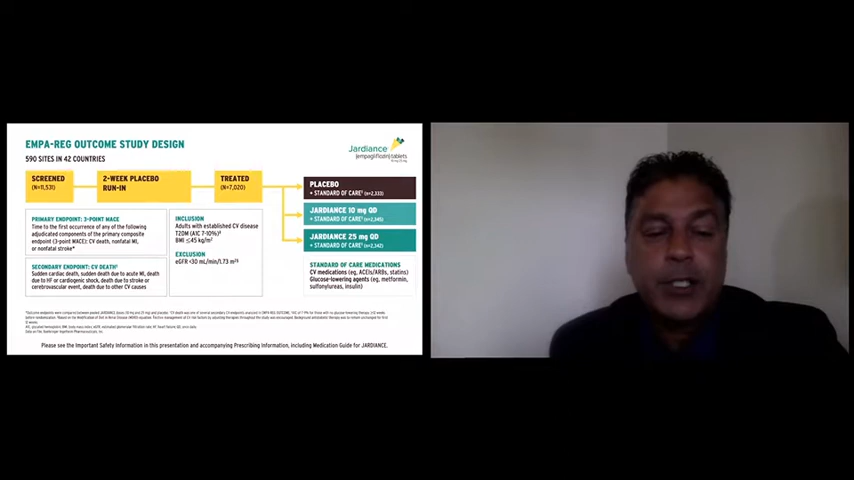 EMPA-REG OUTCOME STUDY DESIGN
590 SITES IN 42 COUNTRIES
Jardiance
(empagliflozin) tablets
SCREENED
(N=11,531)
2-WEEK PLACEBO
RUN-IN
TREATED
(N=7,020)
PLACEBO
+ STANDARD OF CARE† (n=2,333)
JARDIANCE 10 mg QD
+ STANDARD OF CARE† (n=2,345)
JARDIANCE 25 mg QD
+ STANDARD OF CARE† (n=2,342)
PRIMARY ENDPOINT: 3-POINT MACE
Time to the first occurrence of any of the following
adjudicated components of the primary composite
endpoint (3-point MACE): CV death, nonfatal MI,
or nonfatal stroke*
SECONDARY ENDPOINT: CV DEATH
Sudden cardiac death, sudden death due to acute MI, death
due to HF or cardiogenic shock, death due to stroke or
cerebrovascular event, death due to other CV causes
INCLUSION
Adults with established CV disease
T2DM (A1C 7-10%)
BMI ≤45 kg/m²
EXCLUSION
eGFR <30 mL/min/1.73 m²
STANDARD OF CARE MEDICATIONS
CV medications (eg, ACEIs/ARBs, statins)
Glucose-lowering agents (eg, metformin,
sulfonylureas, insulin)
Please see the Important Safety Information in this presentation and accompanying Prescribing Information, including Medication Guide for JARDIANCE.